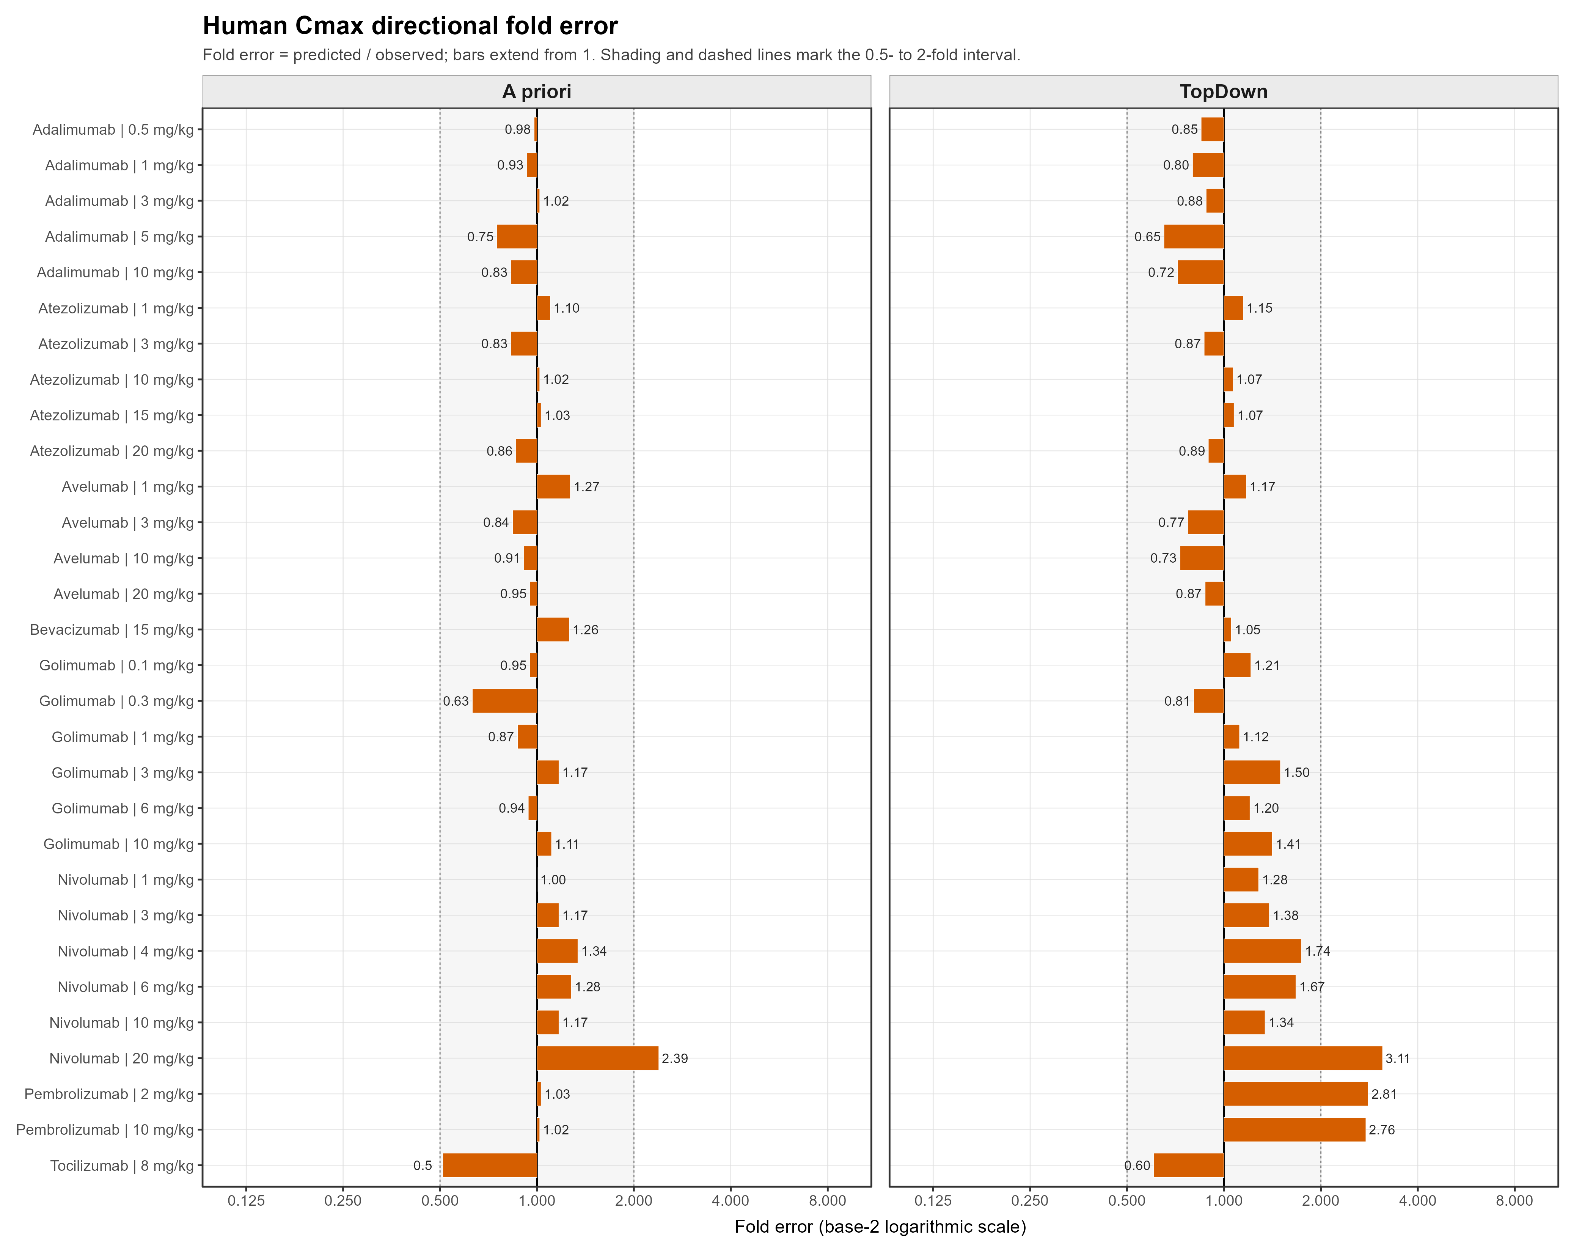 Human Cmax directional fold error
Fold error = predicted / observed; bars extend from 1. Shading and dashed lines mark the 0.5- to 2-fold interval.
A priori TopDown
Adalimumab | 0.5 mg/kg 0.98 0.85
Adalimumab | 1 mg/kg 0.93 0.80
Adalimumab | 3 mg/kg 1.02 0.88
Adalimumab | 5 mg/kg 0.75 0.65
Adalimumab | 10 mg/kg 0.83 0.72
Atezolizumab | 1 mg/kg 1.10 1.15
Atezolizumab | 3 mg/kg 0.83 0.87
Atezolizumab | 10 mg/kg 1.02 1.07
Atezolizumab | 15 mg/kg 1.03 1.07
Atezolizumab | 20 mg/kg 0.86 0.89
Avelumab | 1 mg/kg 1.27 1.17
Avelumab | 3 mg/kg 0.84 0.77
Avelumab | 10 mg/kg 0.91 0.73
Avelumab | 20 mg/kg 0.95 0.87
Bevacizumab | 15 mg/kg 1.26 1.05
Golimumab | 0.1 mg/kg 0.95 1.21
Golimumab | 0.3 mg/kg 0.63 0.81
Golimumab | 1 mg/kg 0.87 1.12
Golimumab | 3 mg/kg 1.17 1.50
Golimumab | 6 mg/kg 0.94 1.20
Golimumab | 10 mg/kg 1.11 1.41
Nivolumab | 1 mg/kg 1.00 1.28
Nivolumab | 3 mg/kg 1.17 1.38
Nivolumab | 4 mg/kg 1.34 1.74
Nivolumab | 6 mg/kg 1.28 1.67
Nivolumab | 10 mg/kg 1.17 1.34
Nivolumab | 20 mg/kg 2.39 3.11
Pembrolizumab | 2 mg/kg 1.03 2.81
Pembrolizumab | 10 mg/kg 1.02 2.76
Tocilizumab | 8 mg/kg 0.5 0.60
0.125 0.250 0.500 1.000 2.000 4.000 8.000 0.125 0.250 0.500 1.000 2.000 4.000 8.000
Fold error (base-2 logarithmic scale)